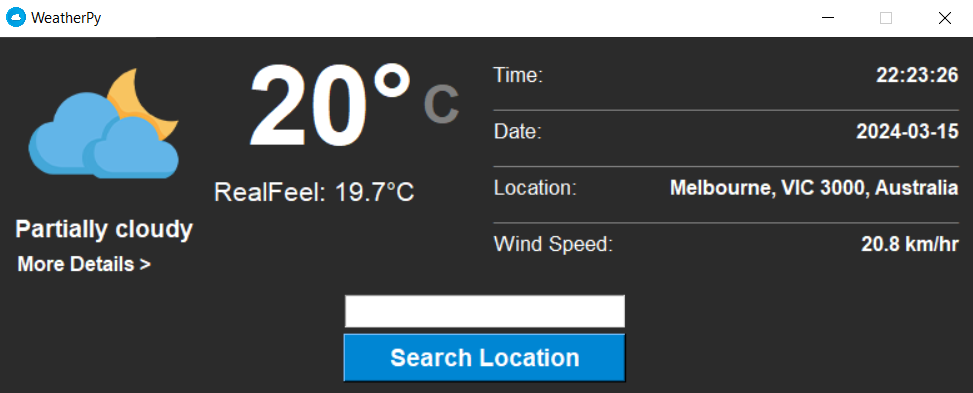 WeatherPy
20° C
RealFeel: 19.7°C
Partially cloudy
More Details >
Time: 22:23:26
Date: 2024-03-15
Location: Melbourne, VIC 3000, Australia
Wind Speed: 20.8 km/hr
Search Location